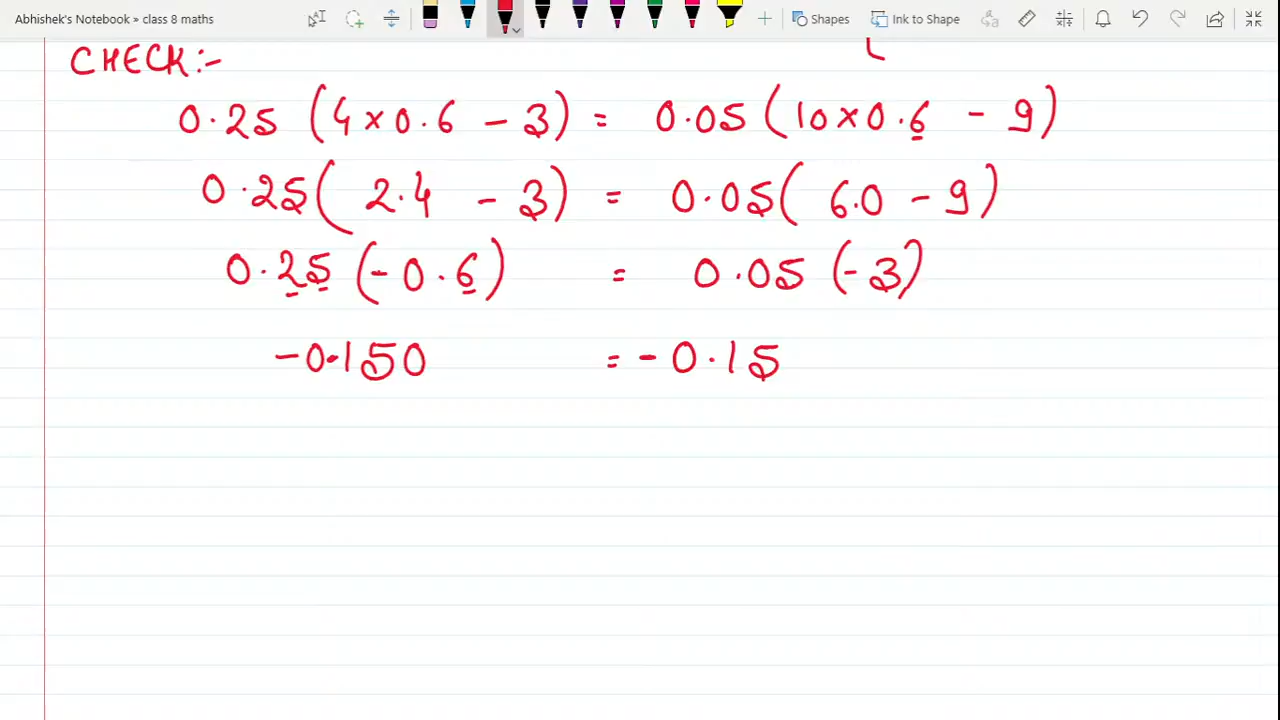 Abhishek's Notebook » class 8 maths
Shapes
Ink to Shape
CHECK:-
0.25 (4×0.6 - 3) = 0.05 (10×0.6 - 9)
0.25( 2.4 - 3) = 0.05( 6.0 - 9)
0.25 (-0.6) = 0.05 (-3)
-0.150 = -0.15